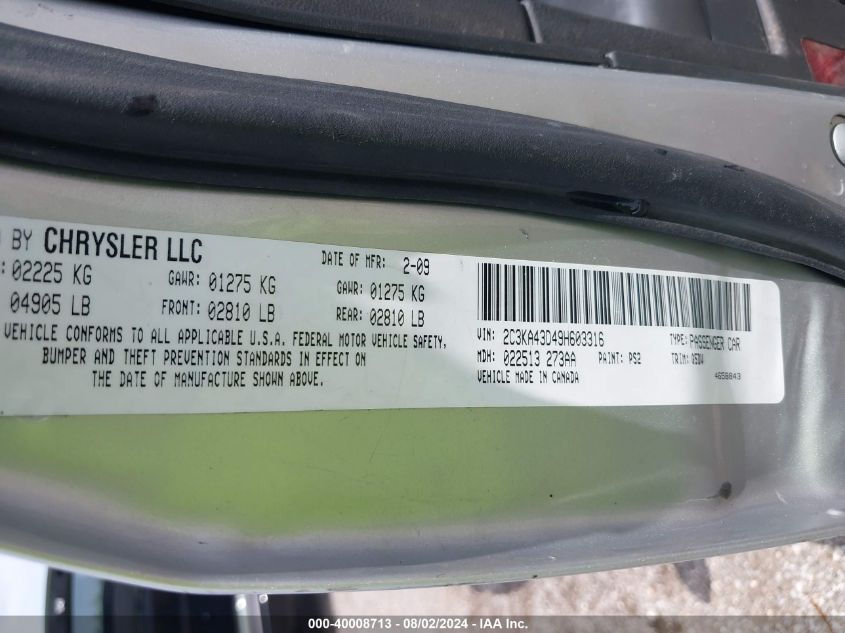 BY CHRYSLER LLC
DATE OF MFR: 2-09
: 02225 KG GAWR: 01275 KG GAWR: 01275 KG
04905 LB FRONT: 02810 LB REAR: 02810 LB
VEHICLE CONFORMS TO ALL APPLICABLE U.S.A. FEDERAL MOTOR VEHICLE SAFETY,
BUMPER AND THEFT PREVENTION STANDARDS IN EFFECT ON
THE DATE OF MANUFACTURE SHOWN ABOVE.
VIN: 2C3KA43D49H603316 TYPE: PASSENGER CAR
MDH: 022513 273AA PAINT: PS2 TRIM:
VEHICLE MADE IN CANADA 4658843
000-40008713 - 08/02/2024 - IAA Inc.